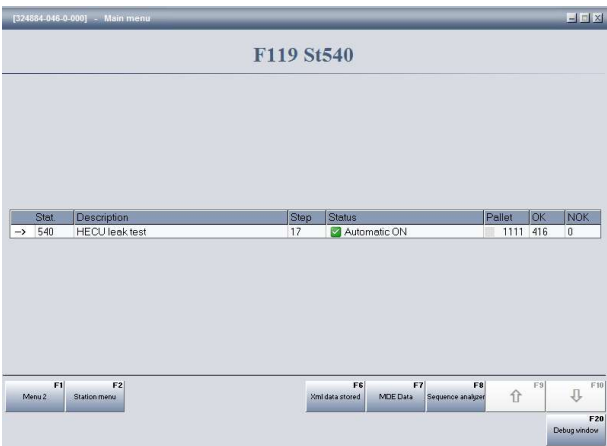 [324884-046-0-000] - Main menu
F119 St540
Stat. Description Step Status Pallet OK NOK
--> 540 HECU leak test 17 Automatic ON 1111 416 0
F1 F2 F6 F7 F8 F9 F10
Menu 2 Station menu Xml data stored MDE Data Sequence analyzer
F20
Debug window